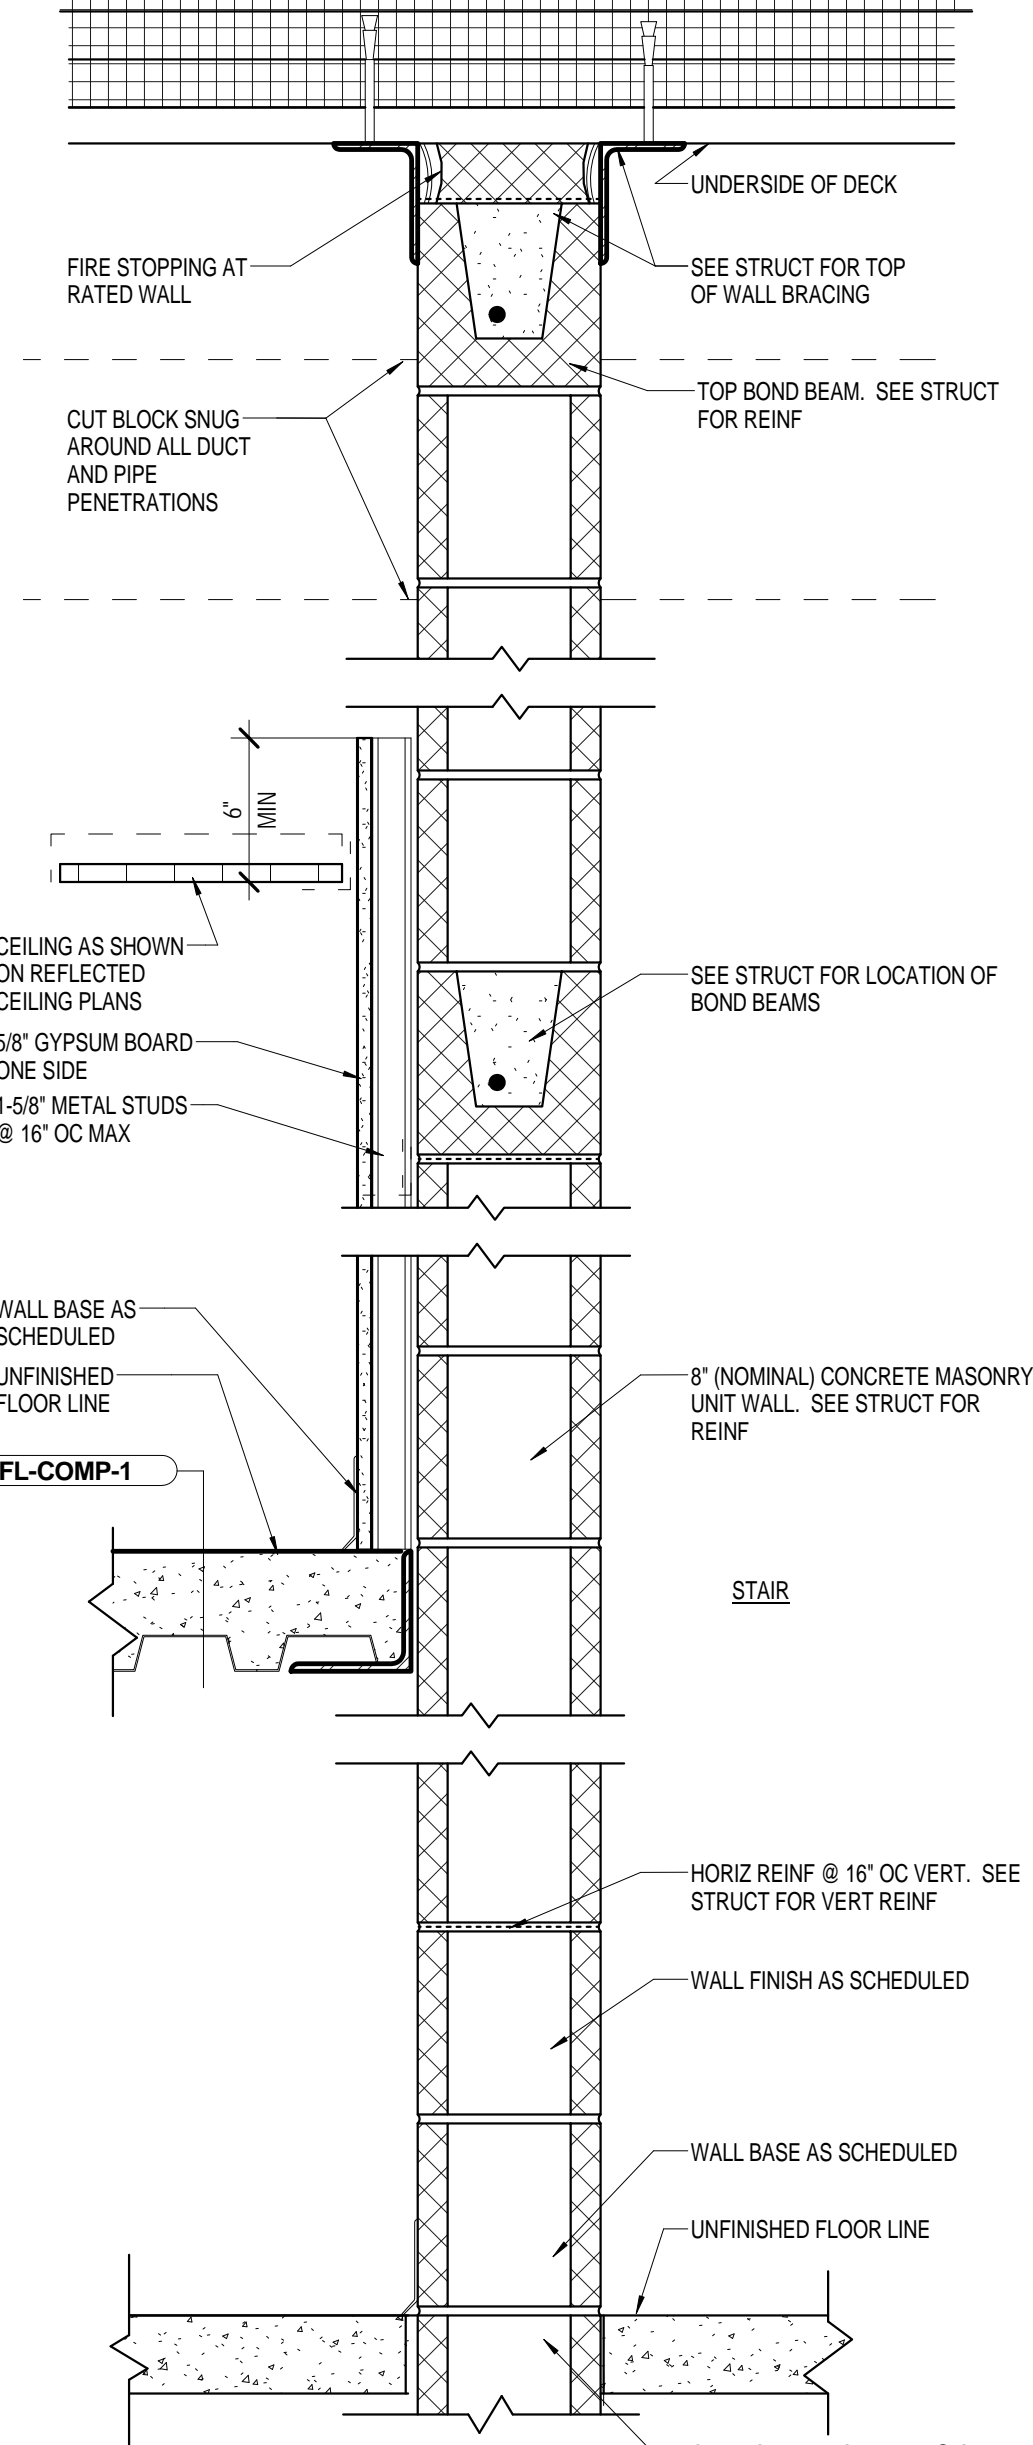 UNDERSIDE OF DECK
FIRE STOPPING AT
RATED WALL
SEE STRUCT FOR TOP
OF WALL BRACING
TOP BOND BEAM. SEE STRUCT
FOR REINF
CUT BLOCK SNUG
AROUND ALL DUCT
AND PIPE
PENETRATIONS
6"
MIN
CEILING AS SHOWN
ON REFLECTED
CEILING PLANS
SEE STRUCT FOR LOCATION OF
BOND BEAMS
5/8" GYPSUM BOARD
ONE SIDE
1-5/8" METAL STUDS
@ 16" OC MAX
WALL BASE AS
SCHEDULED
UNFINISHED
FLOOR LINE
8" (NOMINAL) CONCRETE MASONRY
UNIT WALL. SEE STRUCT FOR
REINF
FL-COMP-1
STAIR
HORIZ REINF @ 16" OC VERT. SEE
STRUCT FOR VERT REINF
WALL FINISH AS SCHEDULED
WALL BASE AS SCHEDULED
UNFINISHED FLOOR LINE